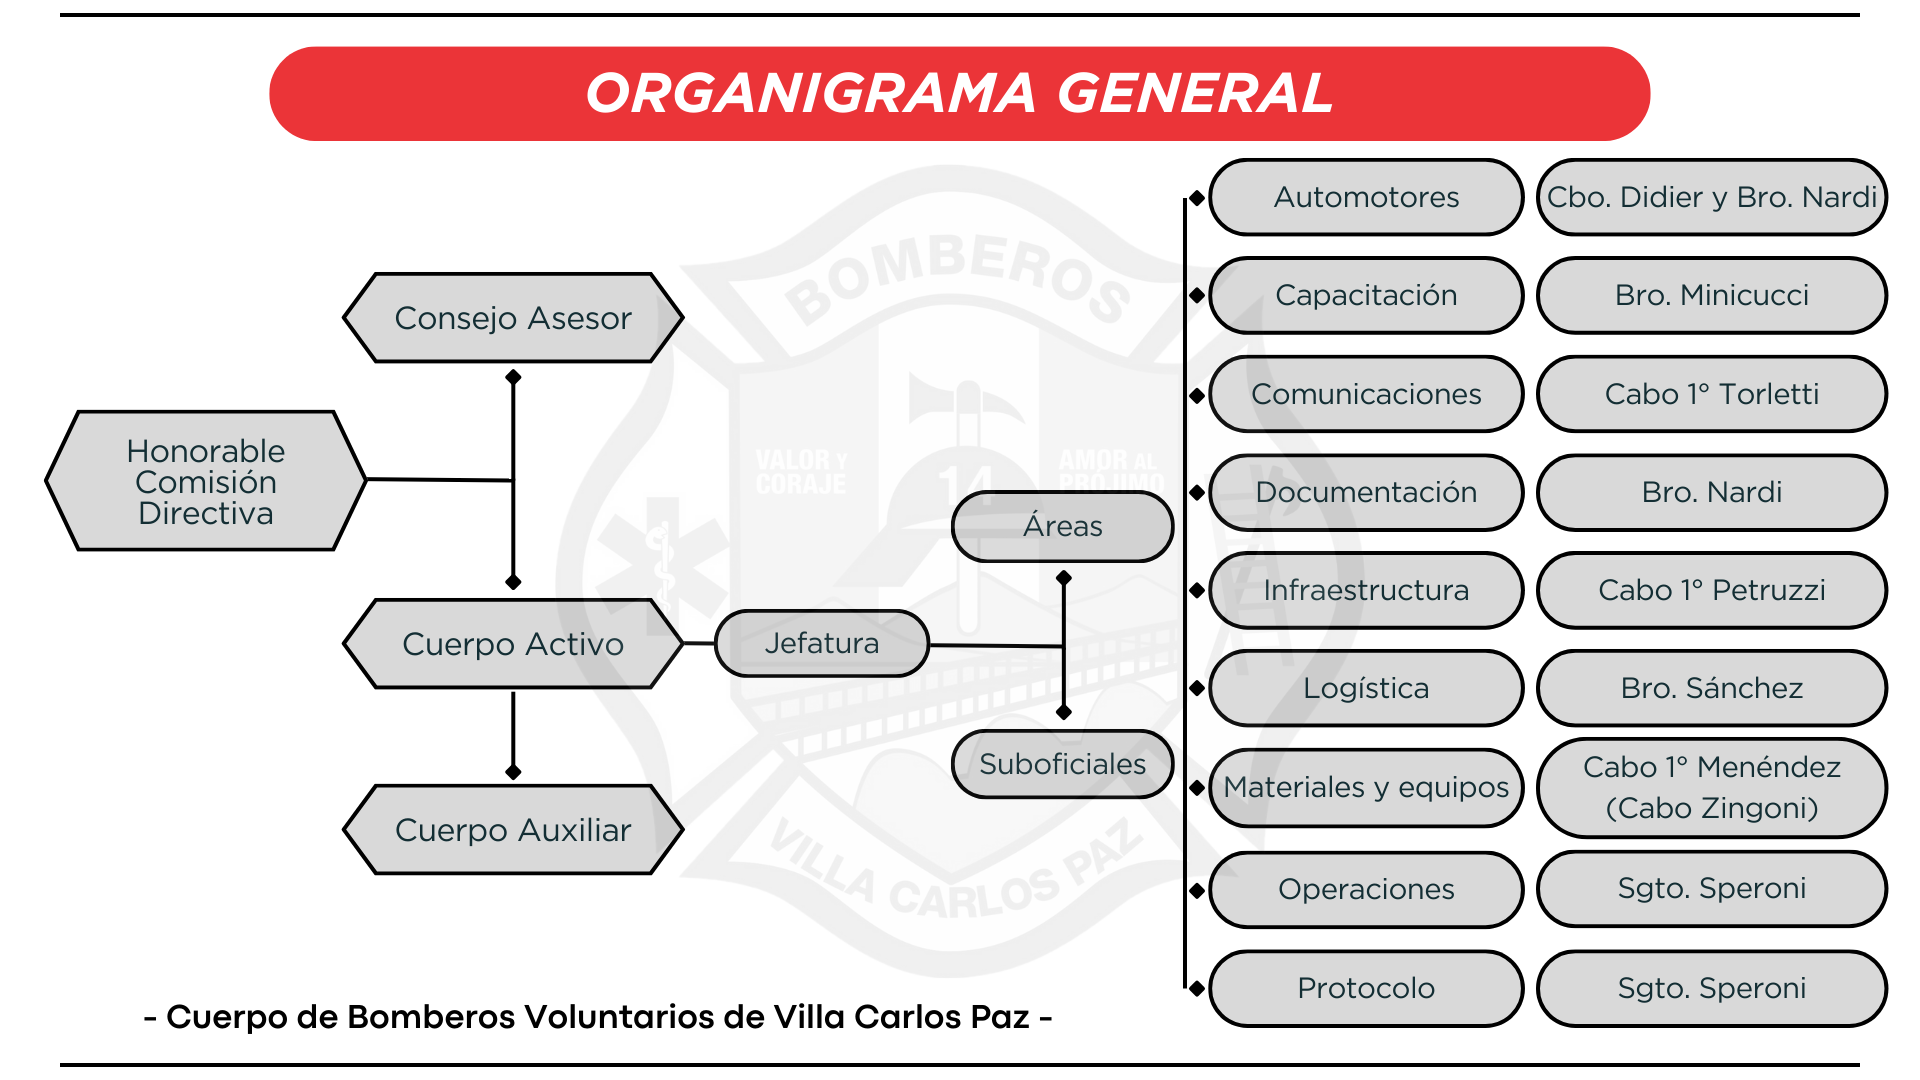 ORGANIGRAMA GENERAL
Consejo Asesor
Honorable
Comisión
Directiva
Cuerpo Activo
Cuerpo Auxiliar
Jefatura
Áreas
Suboficiales
Automotores
Cbo. Didier y Bro. Nardi
Capacitación
Bro. Minicucci
Comunicaciones
Cabo 1° Torletti
Documentación
Bro. Nardi
Infraestructura
Cabo 1° Petruzzi
Logística
Bro. Sánchez
Materiales y equipos
Cabo 1° Menéndez
(Cabo Zingoni)
Operaciones
Sgto. Speroni
Protocolo
Sgto. Speroni
BOMBEROS
VALOR Y
CORAJE
14
AMOR AL
PROJIMO
VILLA CARLOS PAZ
- Cuerpo de Bomberos Voluntarios de Villa Carlos Paz -